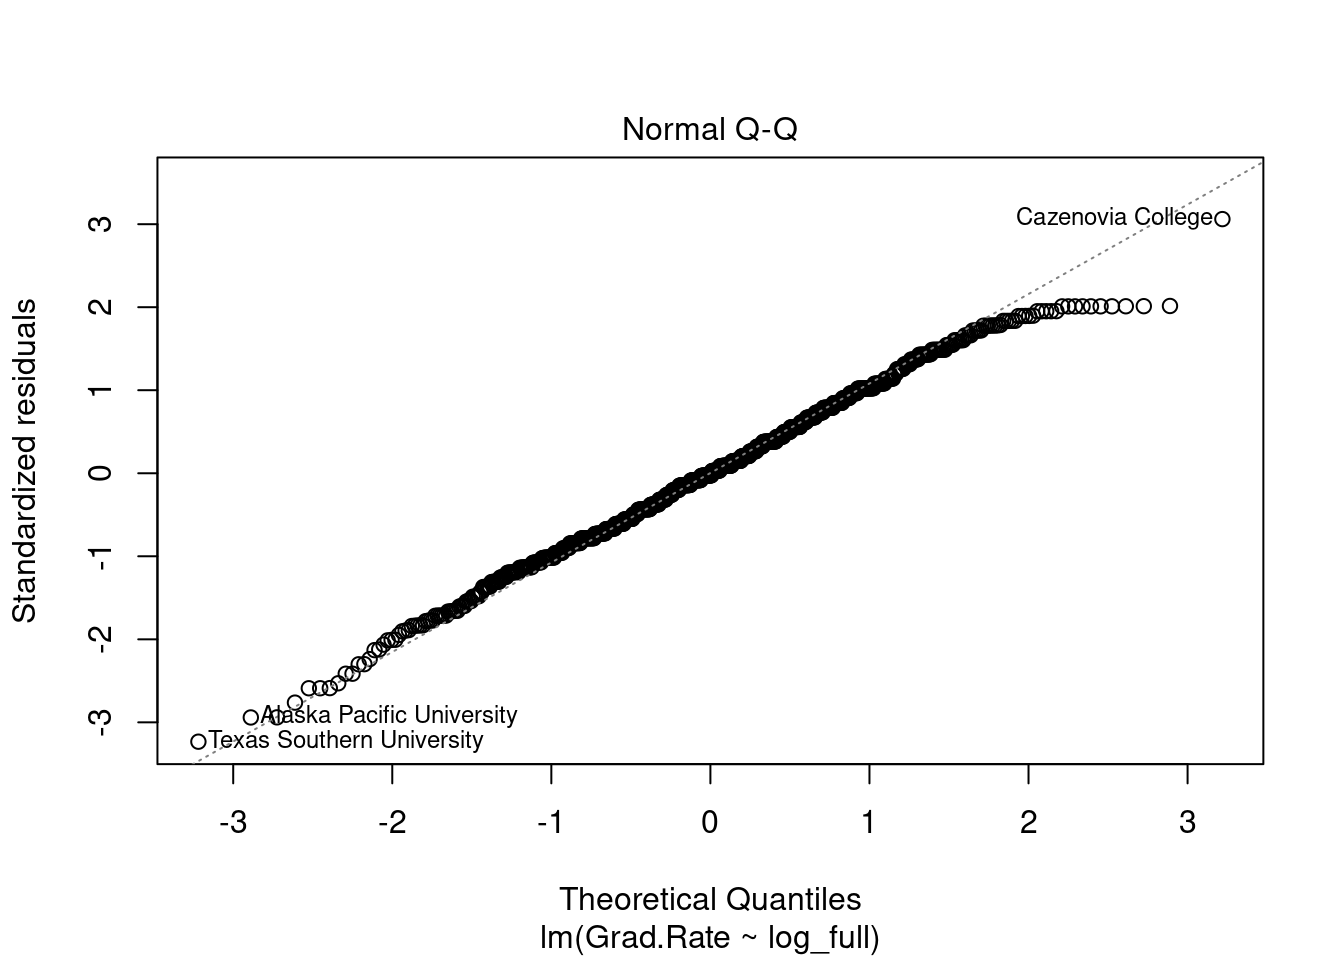 Normal Q-Q
Standardized residuals
3
2
1
0
-1
-2
-3
Cazenovia College
Alaska Pacific University
Texas Southern University
-3 -2 -1 0 1 2 3
Theoretical Quantiles
lm(Grad.Rate ~ log_full)